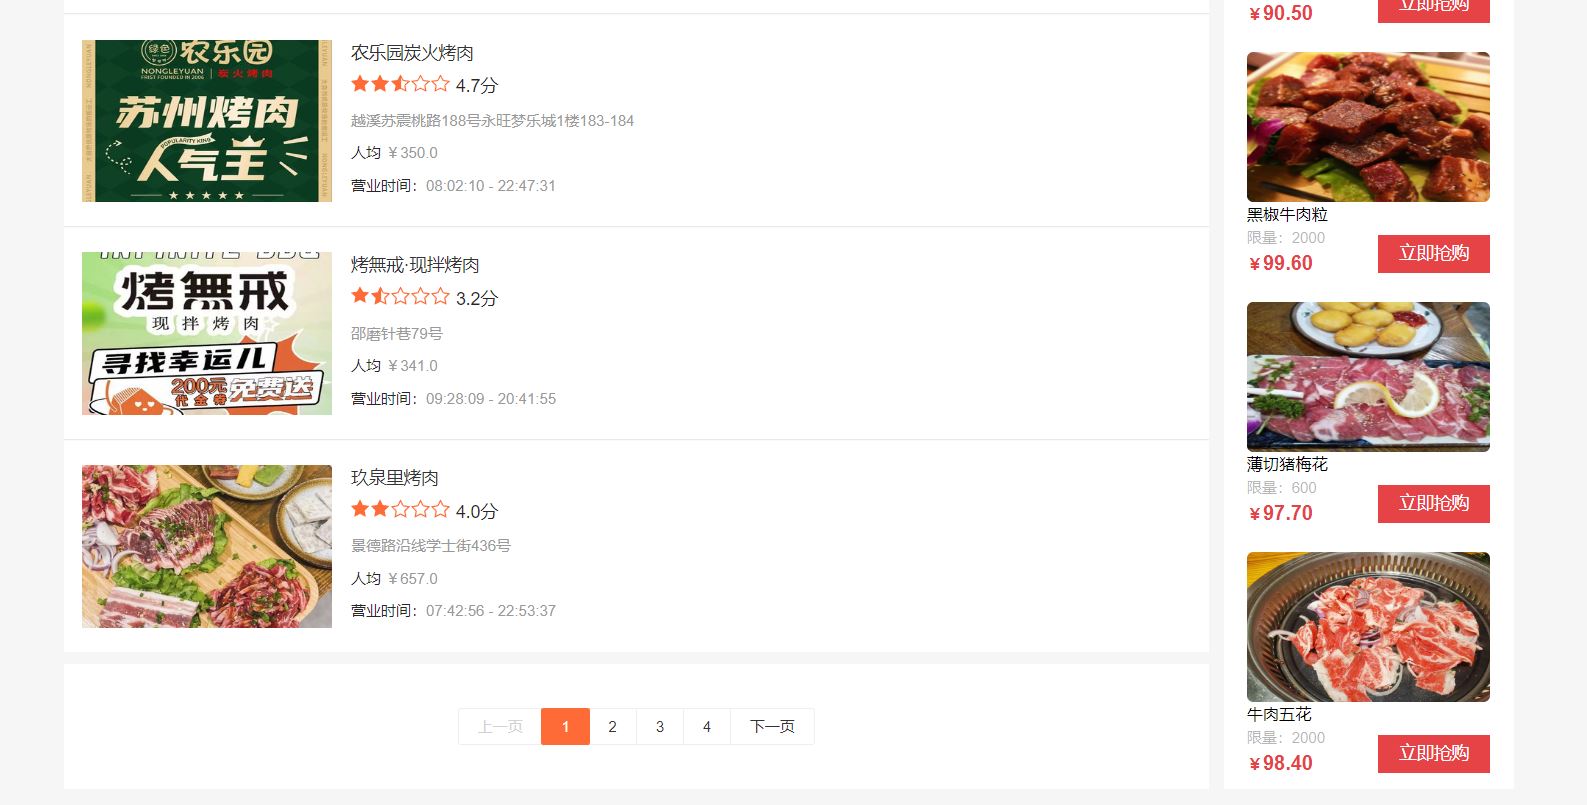 绿色
农乐园
NONGLEYUAN
FRIST FOUNDED IN 2006 | 炭火烤肉
苏州烤肉
POPULARITY KING
人气王
农乐园炭火烤肉
4.7分
越溪苏震桃路188号永旺梦乐城1楼183-184
人均 ￥350.0
营业时间：08:02:10 - 22:47:31
INFINITE BBQ
烤無戒
现拌烤肉
寻找幸运儿
200元
代金券
免费送
烤無戒·现拌烤肉
3.2分
邵磨针巷79号
人均 ￥341.0
营业时间：09:28:09 - 20:41:55
玖泉里烤肉
4.0分
景德路沿线学士街436号
人均 ￥657.0
营业时间：07:42:56 - 22:53:37
上一页 1 2 3 4 下一页
￥90.50
立即抢购
黑椒牛肉粒
限量：2000
￥99.60
立即抢购
薄切猪梅花
限量：600
￥97.70
立即抢购
牛肉五花
限量：2000
￥98.40
立即抢购